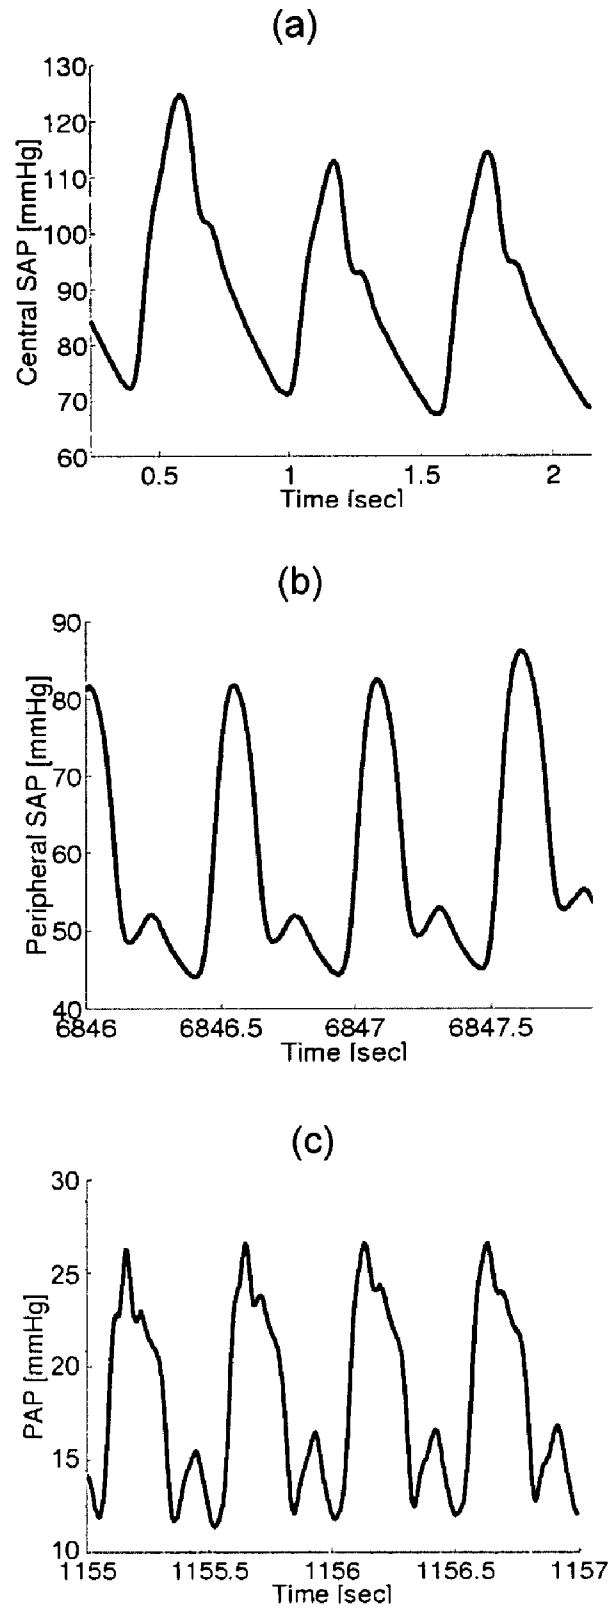 (a)
130
120
110
100
90
80
70
60
Central SAP [mmHg]
0.5 1 1.5 2
Time [sec]
(b)
90
80
70
60
50
40
Peripheral SAP [mmHg]
6846 6846.5 6847 6847.5
Time [sec]
(c)
30
25
20
15
10
PAP [mmHg]
1155 1155.5 1156 1156.5 1157
Time [sec]